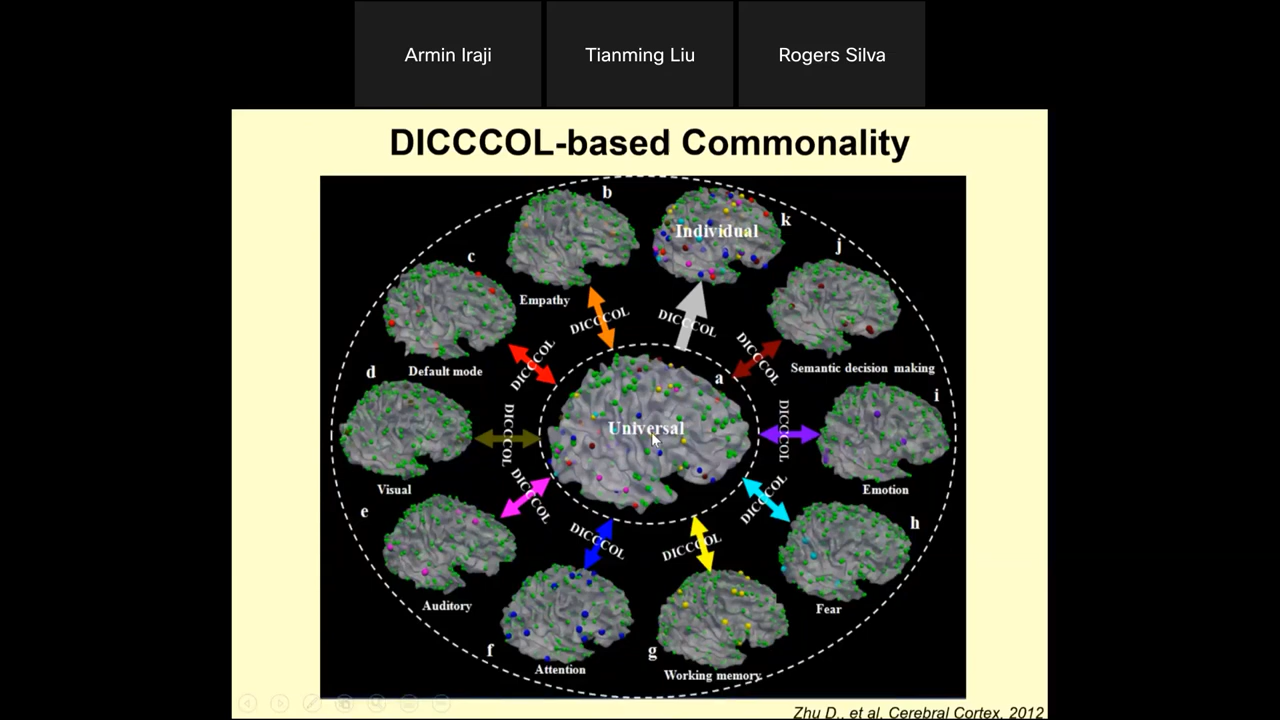 Armin Iraji
Tianming Liu
Rogers Silva
DICCCOL-based Commonality
b
Individual
k
c
j
Empathy
DICCCOL
DICCCOL
DICCCOL
DICCCOL
Default mode
Semantic decision making
d
a
i
DICCCOL
Universal
DICCCOL
Visual
Emotion
e
DICCCOL
DICCCOL
h
DICCCOL
DICCCOL
Auditory
Fear
f
g
Attention
Working memory
Zhu D., et al, Cerebral Cortex, 2012